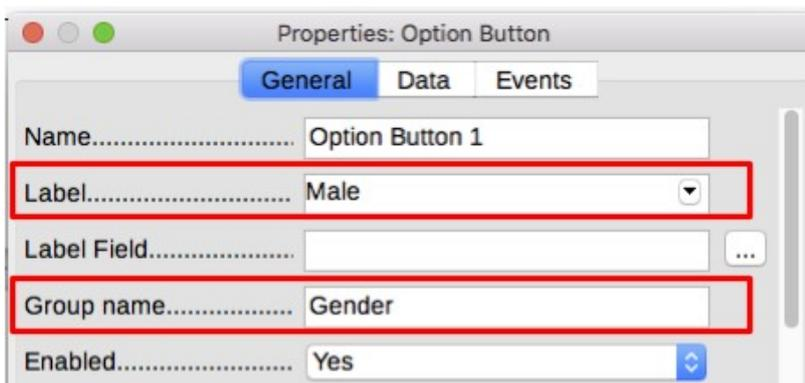 Properties: Option Button
General Data Events
Name............................ Option Button 1
Label............................ Male
Label Field.................... ...
Group name.................. Gender
Enabled........................ Yes